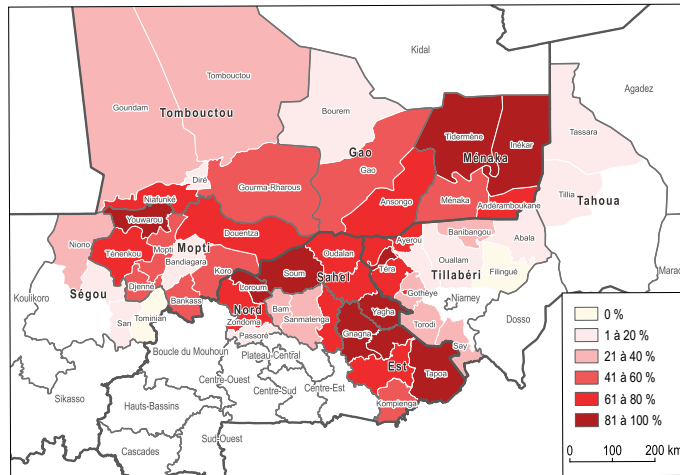 Kidal
Tombouctou
Agadez
Goundam
Tombouctou
Bourem
Tidermène
Inékar
Tassara
Gao
Ménaka
Diré
Gao
Gourma-Rharous
Tillia
Tahoua
Niafunké
Ansongo
Ménaka
Andéramboukane
Youwarou
Douentza
Banibangou
Niono
Mopti
Mopti
Ténenkou
Oudalan
Ayerou
Abala
Bandiagara
Ouallam
Koro
Soum
Sahel
Téra
Tillabéri
Filingué
Maradi
Djenné
Ségou
Koulikoro
Bankass
Loroum
Gothèye
Niamey
San
Tominian
Nord
Bam
Yagha
Dosso
Zondoma
Sanmatenga
Torodi
Gnagna
Passoré
Boucle du Mouhoun
Say
Plateau-Central
Est
Tapoa
Centre-Ouest
Centre-Est
Sikasso
Centre-Sud
Hauts-Bassins
Kompienga
Sud-Ouest
Cascades
0 %
1 à 20 %
21 à 40 %
41 à 60 %
61 à 80 %
81 à 100 %
0 100 200 km